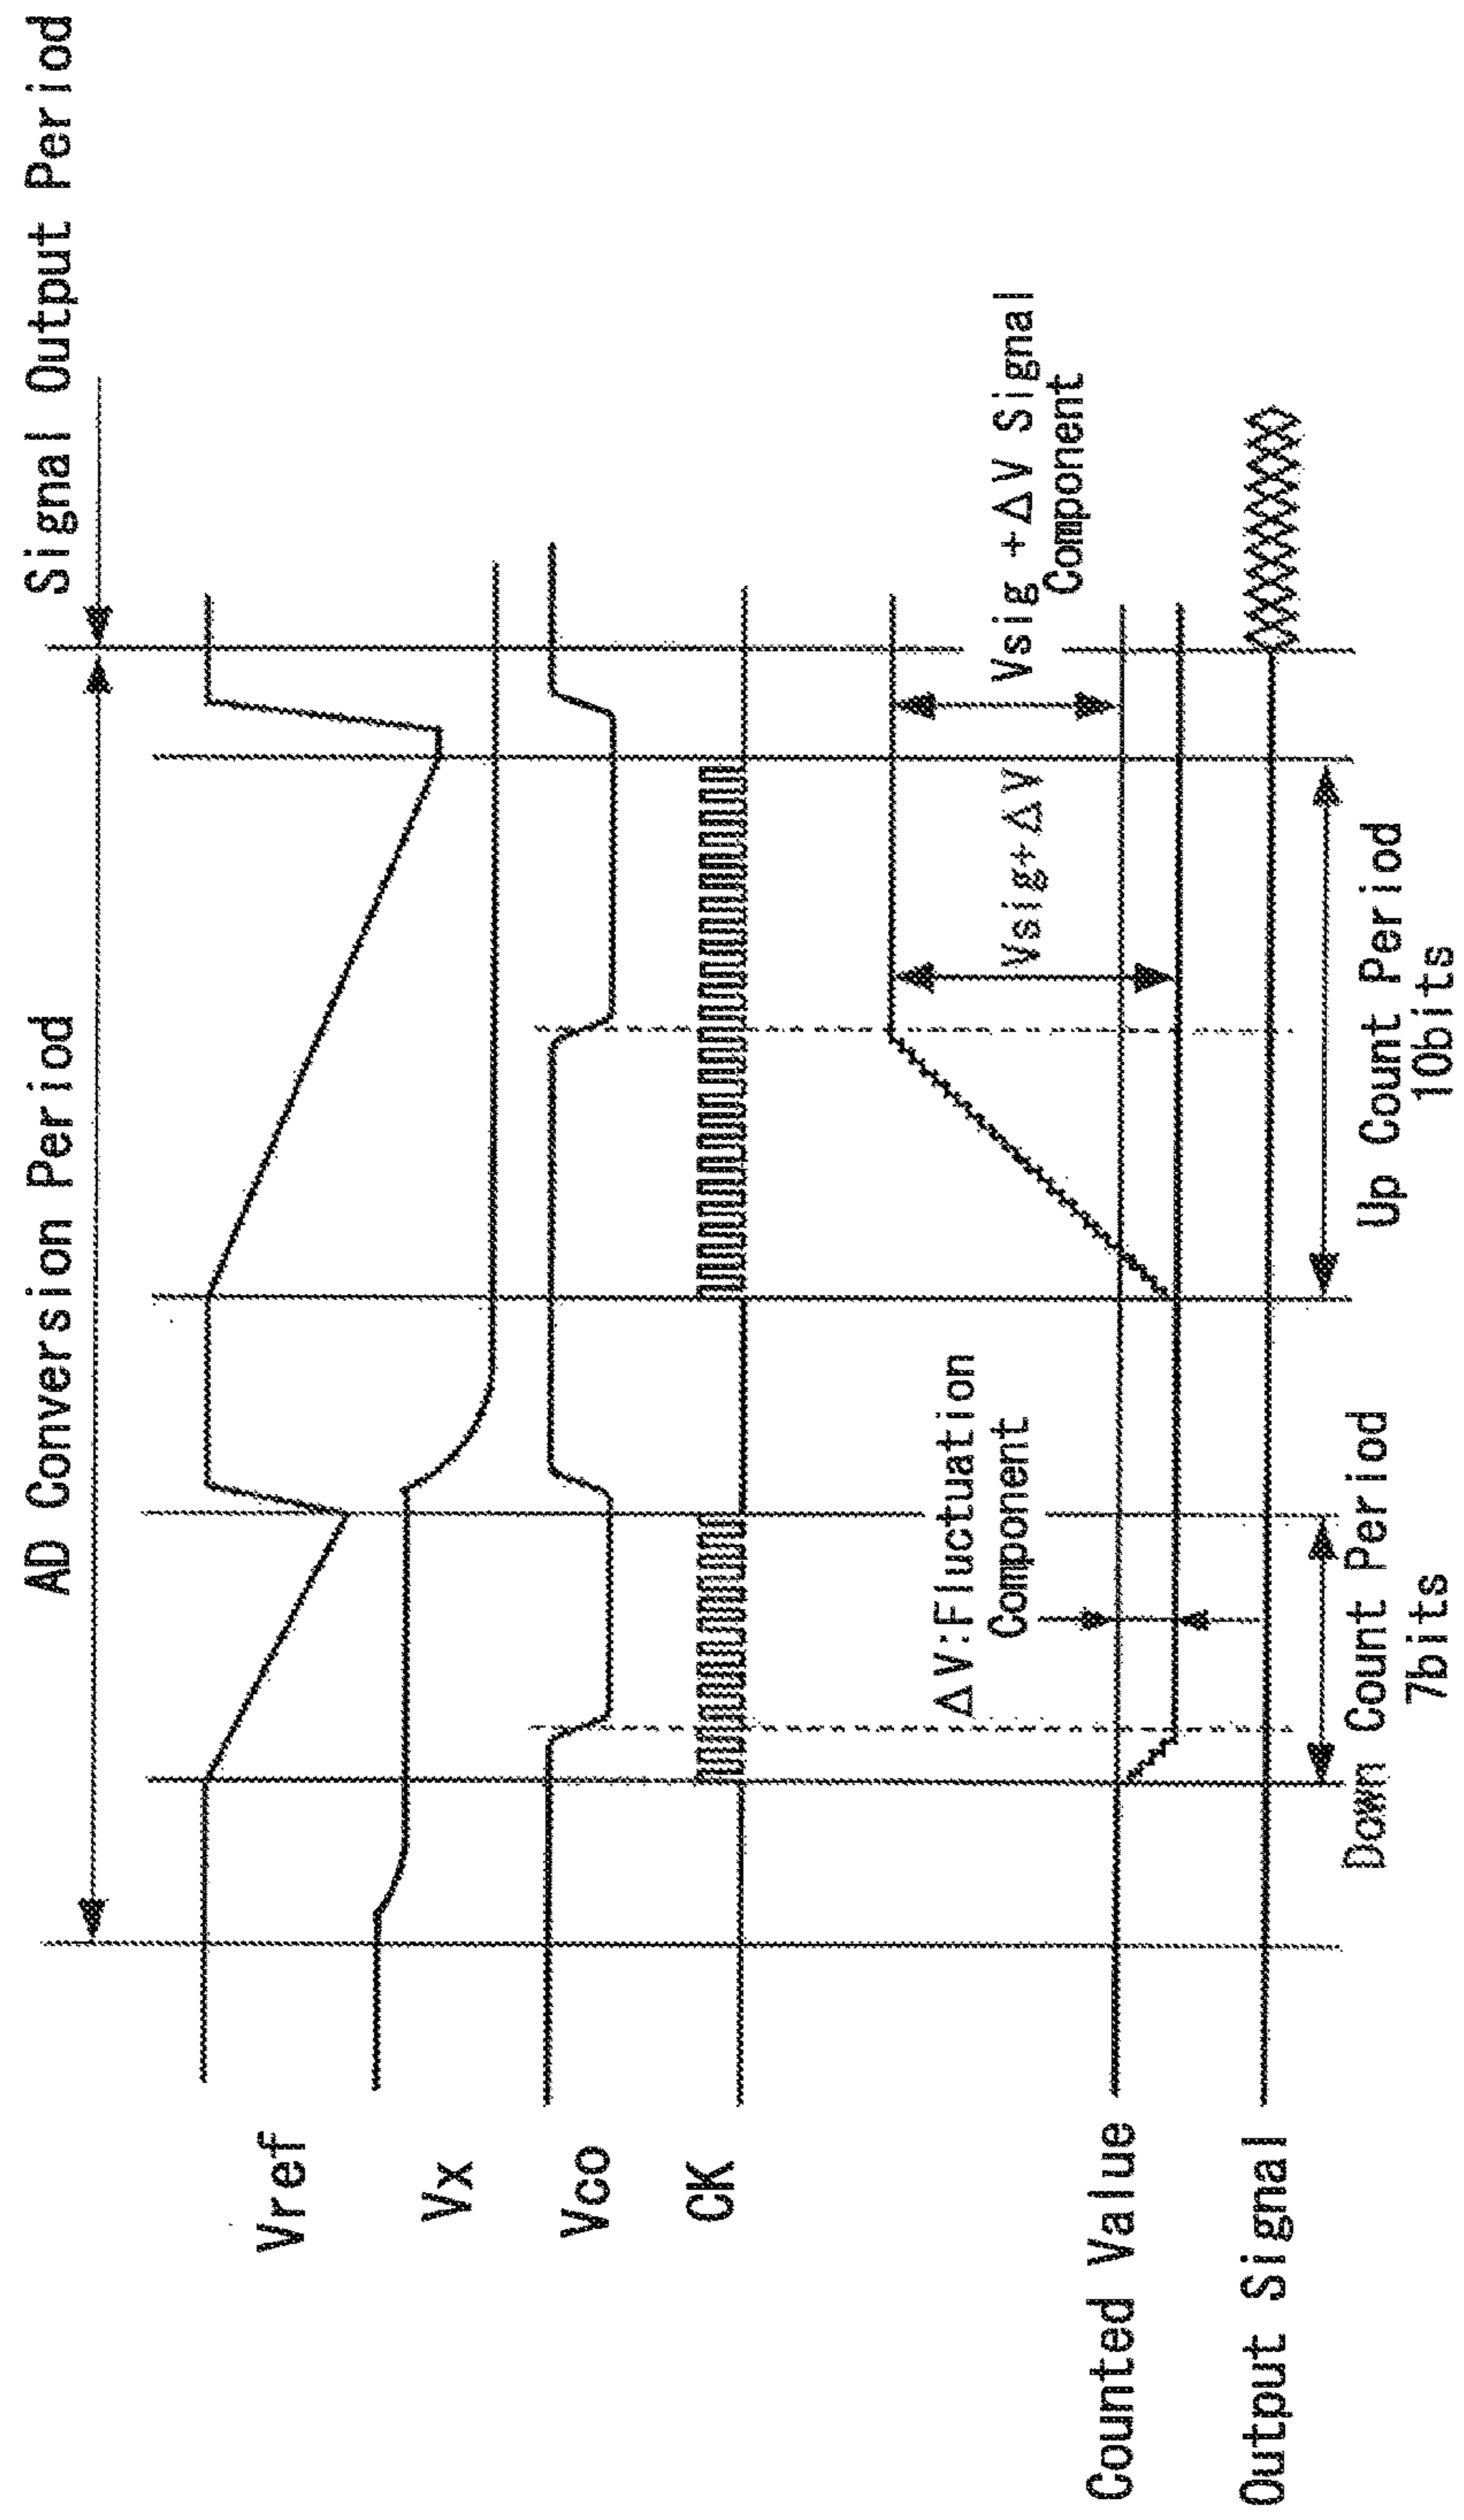 AD Conversion Period
Signal Output Period
Vref
Vx
Vco
CK
ΔV:Fluctuation
Component
Vsig+ΔV
Vsig +ΔV Signal
Component
Counted Value
Output Signal
Down Count Period
7bits
Up Count Period
10bits